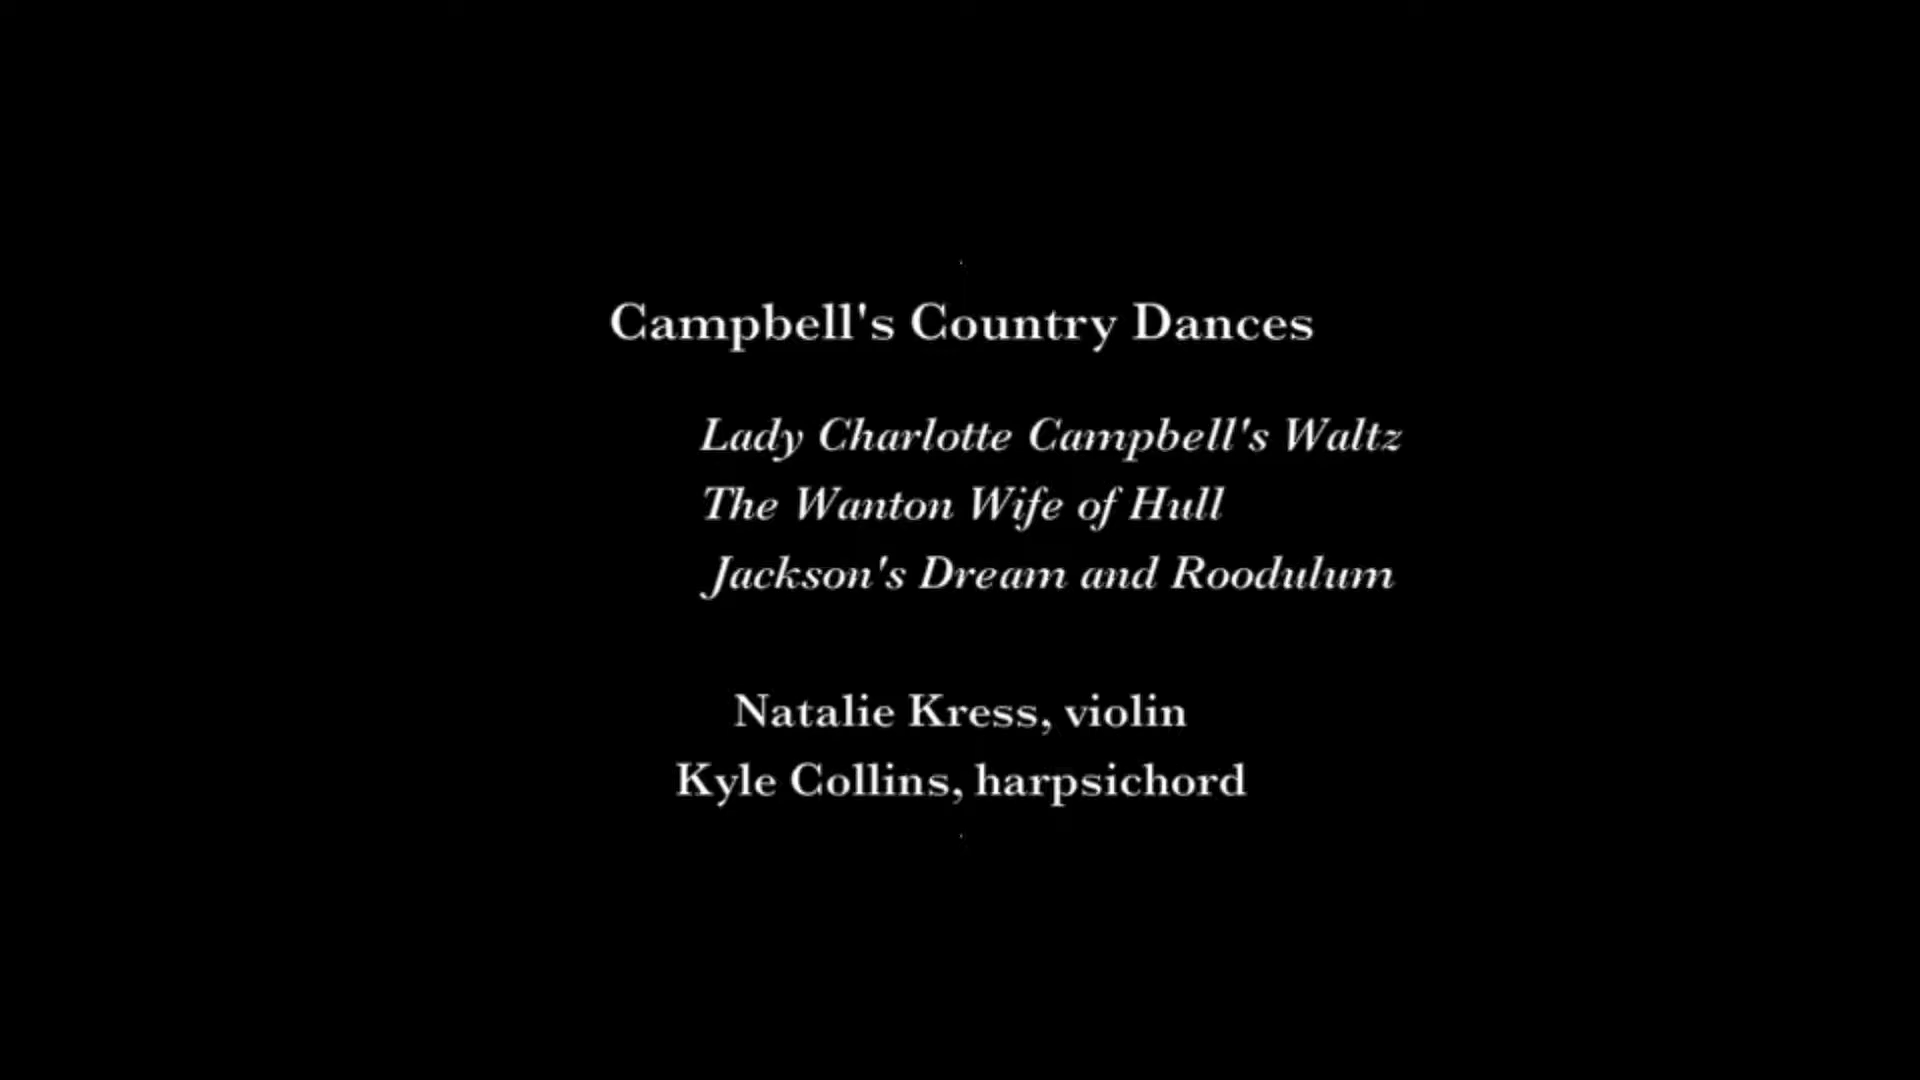 Campbell's Country Dances
Lady Charlotte Campbell's Waltz
The Wanton Wife of Hull
Jackson's Dream and Roodulum
Natalie Kress, violin
Kyle Collins, harpsichord